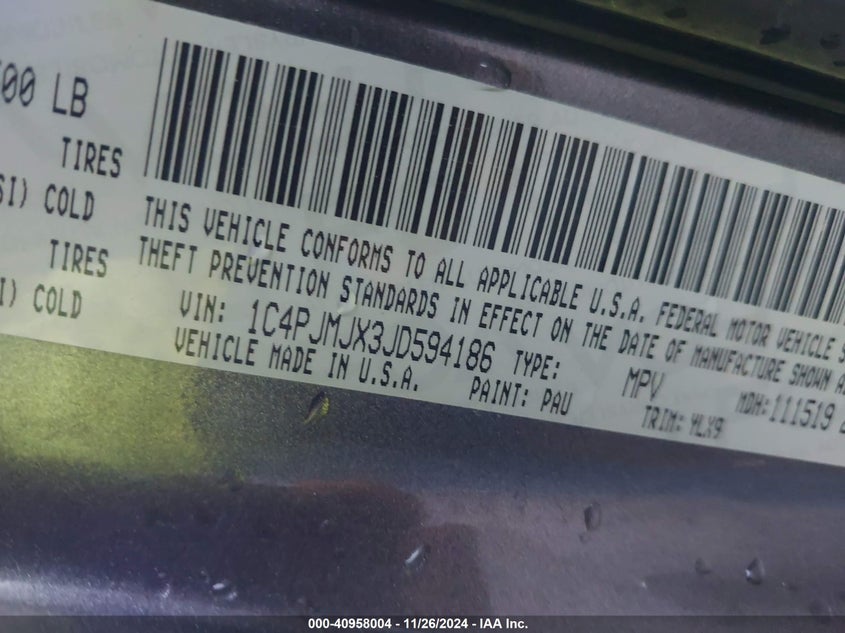 00 LB
TIRES
SI) COLD
TIRES
I) COLD
THIS VEHICLE CONFORMS TO ALL APPLICABLE U.S.A. FEDERAL MOTOR VEHICLE S
THEFT PREVENTION STANDARDS IN EFFECT ON THE DATE OF MANUFACTURE SHOWN A
VIN: 1C4PJMJX3JD594186 TYPE: MPV MDH:111519
VEHICLE MADE IN U.S.A. PAINT: PAU TRIM: YLX9
000-40958004 - 11/26/2024 - IAA Inc.